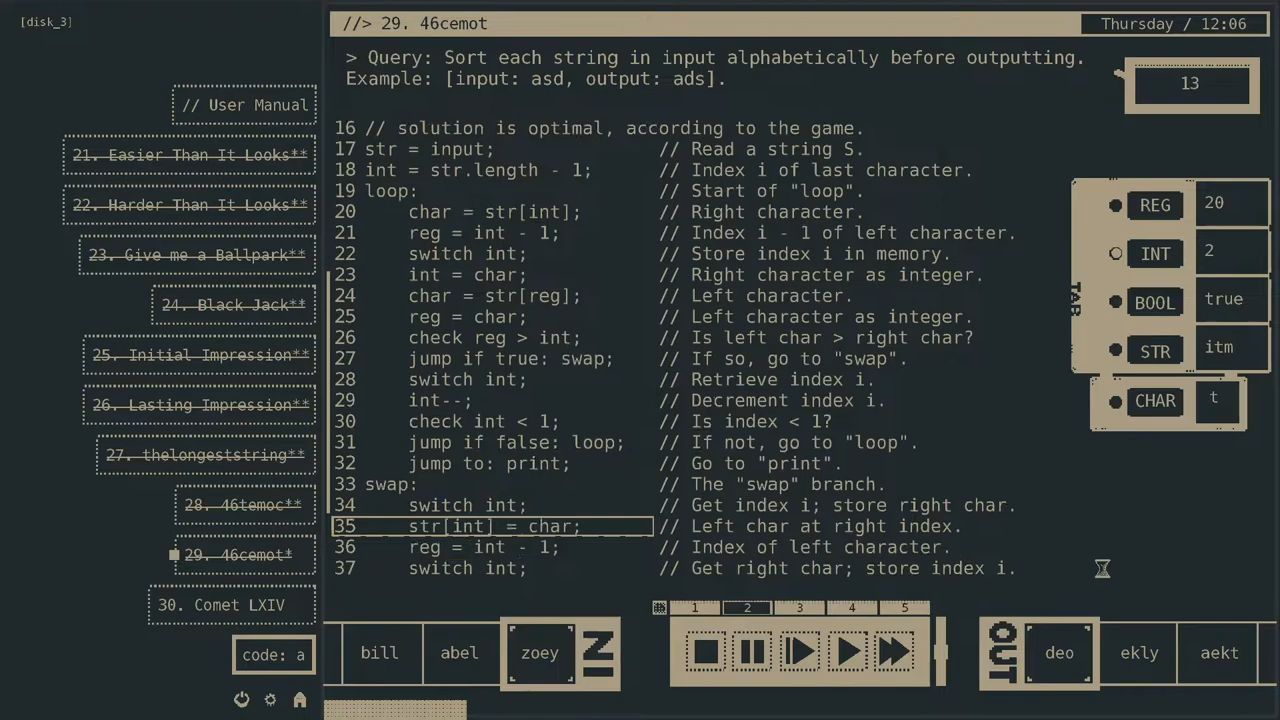 [disk_3]
//> 29. 46cemot
Thursday / 12:06
> Query: Sort each string in input alphabetically before outputting.
Example: [input: asd, output: ads].
13
// User Manual
21. Easier Than It Looks**
22. Harder Than It Looks**
23. Give me a Ballpark**
24. Black Jack**
25. Initial Impression**
26. Lasting Impression**
27. thelongeststring**
28. 46temoc**
29. 46cemot*
30. Comet LXIV
code: a
16 // solution is optimal, according to the game.
17 str = input; // Read a string S.
18 int = str.length - 1; // Index i of last character.
19 loop: // Start of "loop".
20 char = str[int]; // Right character.
21 reg = int - 1; // Index i - 1 of left character.
22 switch int; // Store index i in memory.
23 int = char; // Right character as integer.
24 char = str[reg]; // Left character.
25 reg = char; // Left character as integer.
26 check reg > int; // Is left char > right char?
27 jump if true: swap; // If so, go to "swap".
28 switch int; // Retrieve index i.
29 int--; // Decrement index i.
30 check int < 1; // Is index < 1?
31 jump if false: loop; // If not, go to "loop".
32 jump to: print; // Go to "print".
33 swap: // The "swap" branch.
34 switch int; // Get index i; store right char.
35 str[int] = char; // Left char at right index.
36 reg = int - 1; // Index of left character.
37 switch int; // Get right char; store index i.
TAB
REG 20
INT 2
BOOL true
STR itm
CHAR t
1 2 3 4 5
bill abel zoey IN
OUT deo ekly aekt